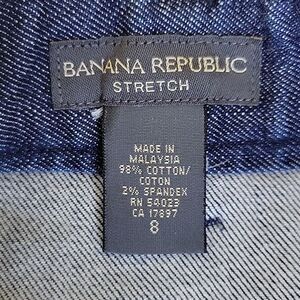 BANANA REPUBLIC
STRETCH
MADE IN
MALAYSIA
98% COTTON/
COTON
2% SPANDEX
RN 54023
CA 17897
8